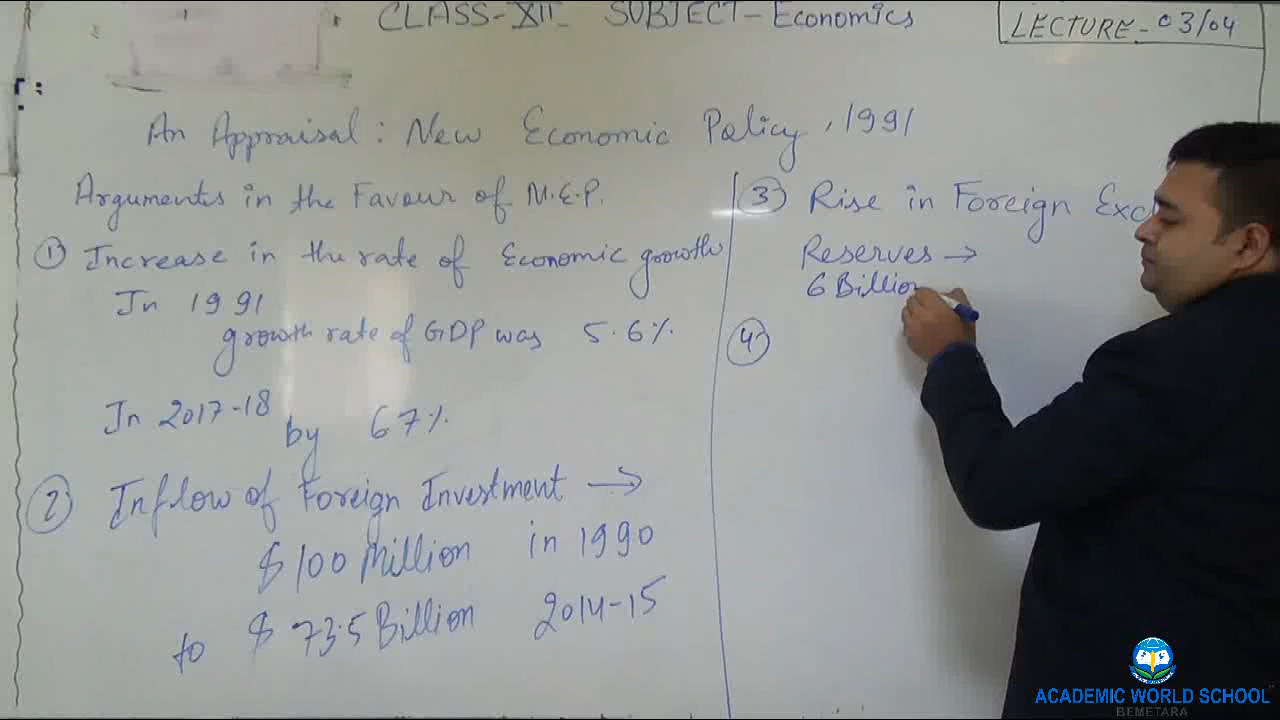 CLASS-XII SUBJECT-Economics
LECTURE-03/04
An Appraisal: New Economic Policy, 1991
Arguments in the Favour of N.E.P.
① Increase in the rate of Economic growth
In 1991
growth rate of GDP was 5.6%.
In 2017-18
by 67%.
② Inflow of Foreign Investment →
$100 Million in 1990
to $ 73.5 Billion 2014-15
③ Rise in Foreign Exc
Reserves →
6 Billion
④
ACADEMIC WORLD SCHOOL
BEMETARA